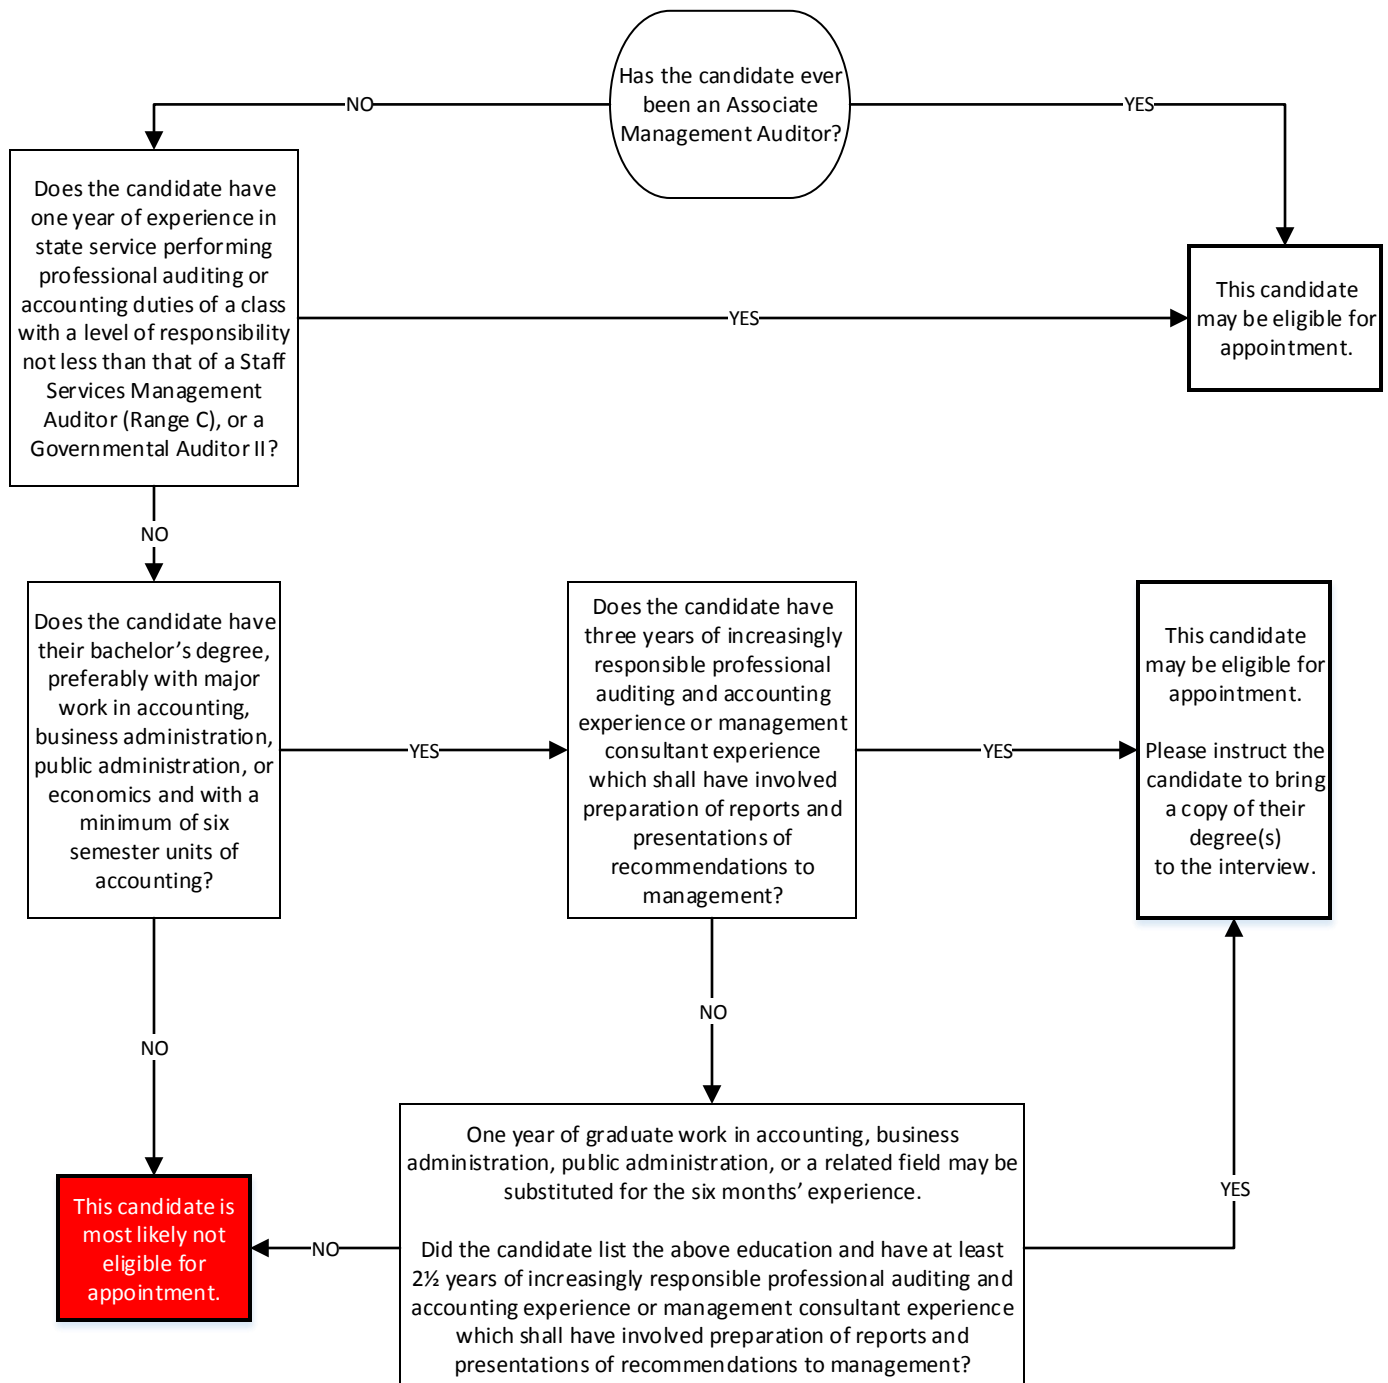 Has the candidate ever
been an Associate
Management Auditor?
NO
YES
Does the candidate have
one year of experience in
state service performing
professional auditing or
accounting duties of a class
with a level of responsibility
not less than that of a Staff
Services Management
Auditor (Range C), or a
Governmental Auditor II?
YES
This candidate
may be eligible for
appointment.
NO
Does the candidate have
their bachelor’s degree,
preferably with major
work in accounting,
business administration,
public administration, or
economics and with a
minimum of six
semester units of
accounting?
YES
Does the candidate have
three years of increasingly
responsible professional
auditing and accounting
experience or management
consultant experience
which shall have involved
preparation of reports and
presentations of
recommendations to
management?
YES
This candidate
may be eligible for
appointment.
Please instruct the
candidate to bring
a copy of their
degree(s)
to the interview.
NO
NO
One year of graduate work in accounting, business
administration, public administration, or a related field may be
substituted for the six months’ experience.
Did the candidate list the above education and have at least
2½ years of increasingly responsible professional auditing and
accounting experience or management consultant experience
which shall have involved preparation of reports and
presentations of recommendations to management?
YES
NO
This candidate is
most likely not
eligible for
appointment.